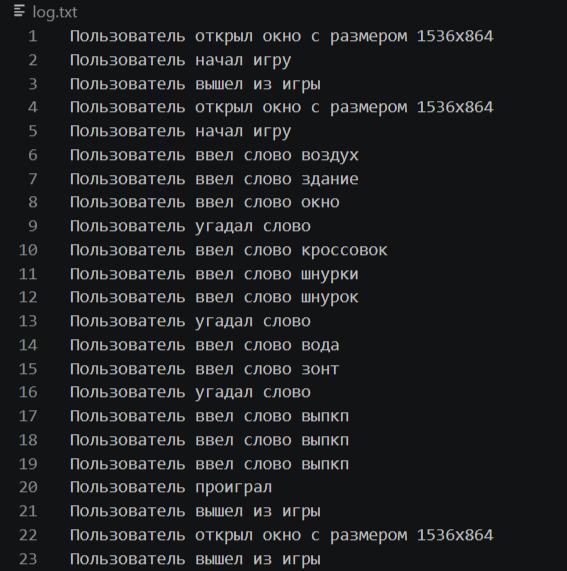 log.txt
1 Пользователь открыл окно с размером 1536x864
2 Пользователь начал игру
3 Пользователь вышел из игры
4 Пользователь открыл окно с размером 1536x864
5 Пользователь начал игру
6 Пользователь ввел слово воздух
7 Пользователь ввел слово здание
8 Пользователь ввел слово окно
9 Пользователь угадал слово
10 Пользователь ввел слово кроссовок
11 Пользователь ввел слово шнурки
12 Пользователь ввел слово шнурок
13 Пользователь угадал слово
14 Пользователь ввел слово вода
15 Пользователь ввел слово зонт
16 Пользователь угадал слово
17 Пользователь ввел слово выпкп
18 Пользователь ввел слово выпкп
19 Пользователь ввел слово выпкп
20 Пользователь проиграл
21 Пользователь вышел из игры
22 Пользователь открыл окно с размером 1536x864
23 Пользователь вышел из игры